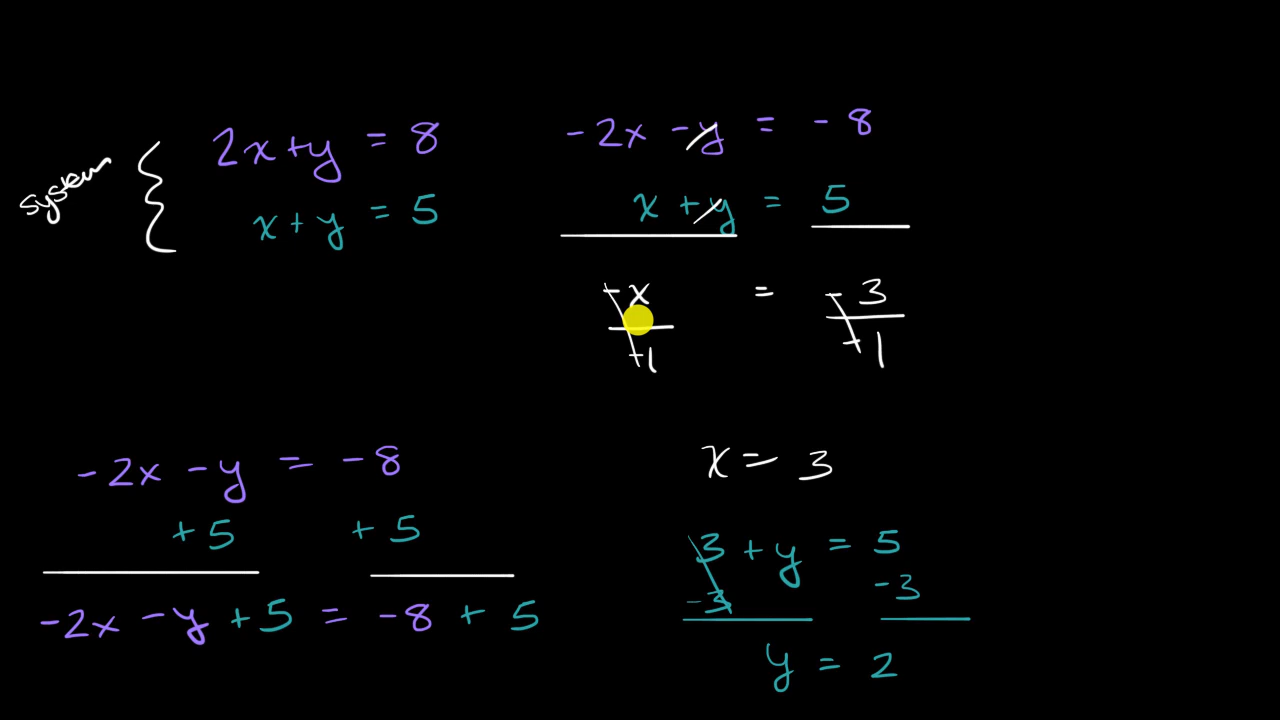 system
2x+y = 8
x + y = 5
-2x - y = -8
x + y = 5
-x = -3
-1 -1
x = 3
3 + y = 5
-3 -3
y = 2
-2x - y = -8
+5 +5
-2x - y + 5 = -8 + 5